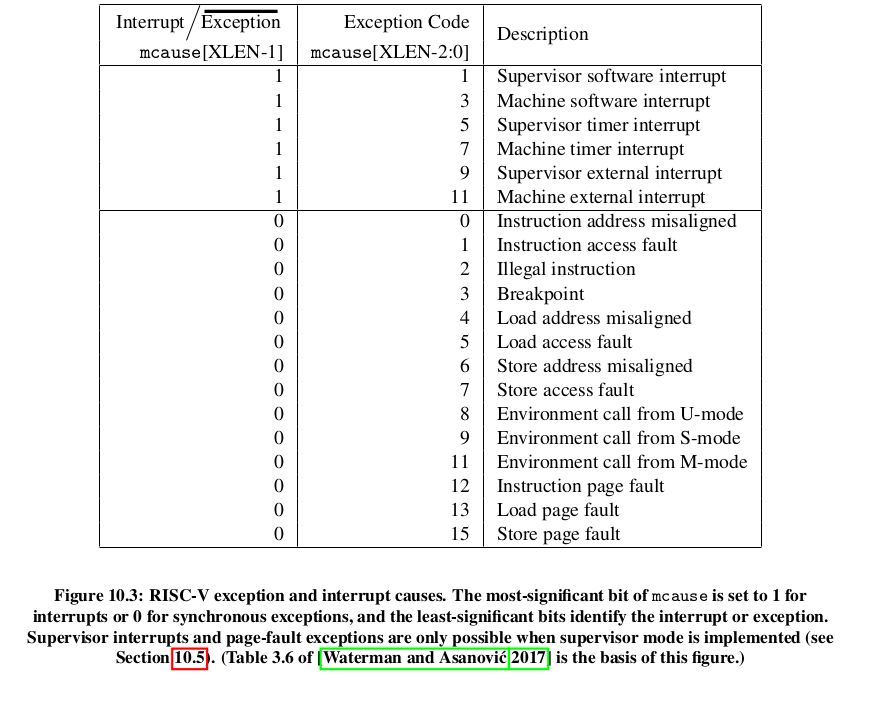 Interrupt / Exception Exception Code Description
mcause[XLEN-1] mcause[XLEN-2:0]
1 1 Supervisor software interrupt
1 3 Machine software interrupt
1 5 Supervisor timer interrupt
1 7 Machine timer interrupt
1 9 Supervisor external interrupt
1 11 Machine external interrupt
0 0 Instruction address misaligned
0 1 Instruction access fault
0 2 Illegal instruction
0 3 Breakpoint
0 4 Load address misaligned
0 5 Load access fault
0 6 Store address misaligned
0 7 Store access fault
0 8 Environment call from U-mode
0 9 Environment call from S-mode
0 11 Environment call from M-mode
0 12 Instruction page fault
0 13 Load page fault
0 15 Store page fault
Figure 10.3: RISC-V exception and interrupt causes. The most-significant bit of mcause is set to 1 for
interrupts or 0 for synchronous exceptions, and the least-significant bits identify the interrupt or exception.
Supervisor interrupts and page-fault exceptions are only possible when supervisor mode is implemented (see
Section 10.5). (Table 3.6 of [Waterman and Asanović 2017] is the basis of this figure.)